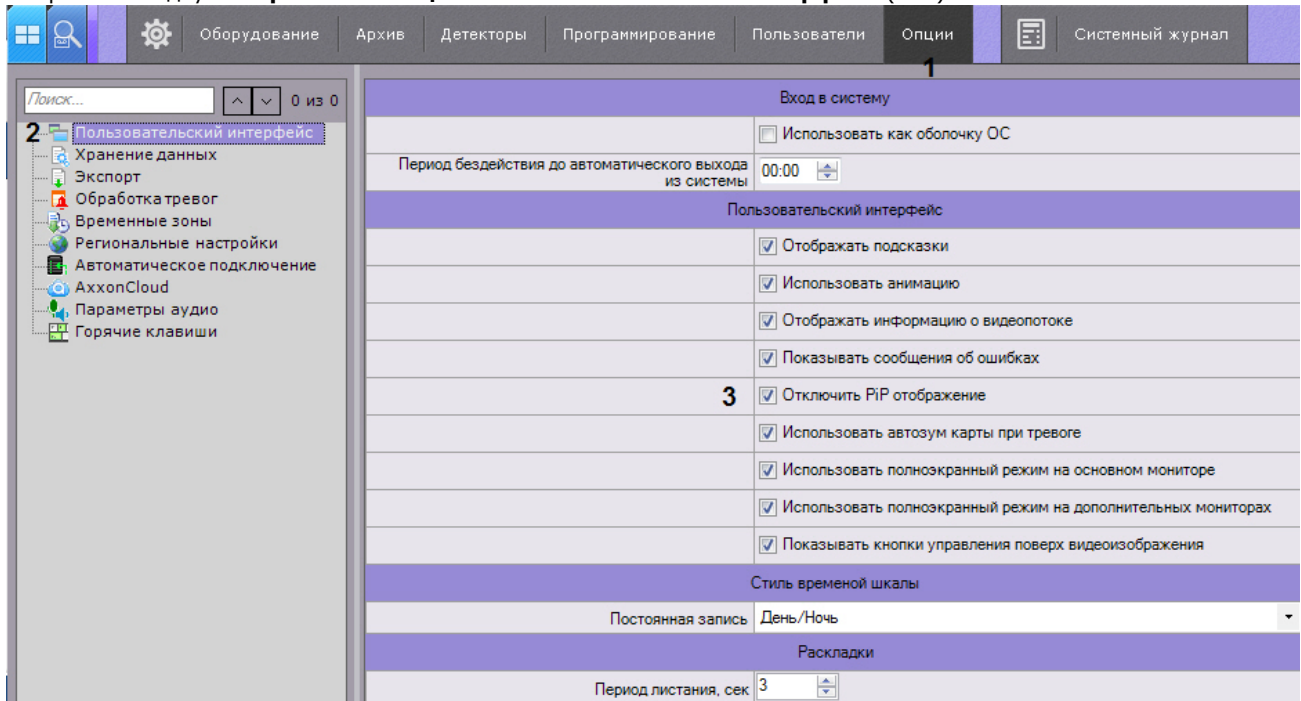 Оборудование Архив Детекторы Программирование Пользователи Опции Системный журнал
1
Поиск... 0 из 0
2 Пользовательский интерфейс
Хранение данных
Экспорт
Обработка тревог
Временные зоны
Региональные настройки
Автоматическое подключение
AxxonCloud
Параметры аудио
Горячие клавиши
Вход в систему
Использовать как оболочку ОС
Период бездействия до автоматического выхода
из системы 00:00
Пользовательский интерфейс
Отображать подсказки
Использовать анимацию
Отображать информацию о видеопотоке
Показывать сообщения об ошибках
3 Отключить PiP отображение
Использовать автозум карты при тревоге
Использовать полноэкранный режим на основном мониторе
Использовать полноэкранный режим на дополнительных мониторах
Показывать кнопки управления поверх видеоизображения
Стиль временой шкалы
Постоянная запись День/Ночь
Раскладки
Период листания, сек 3